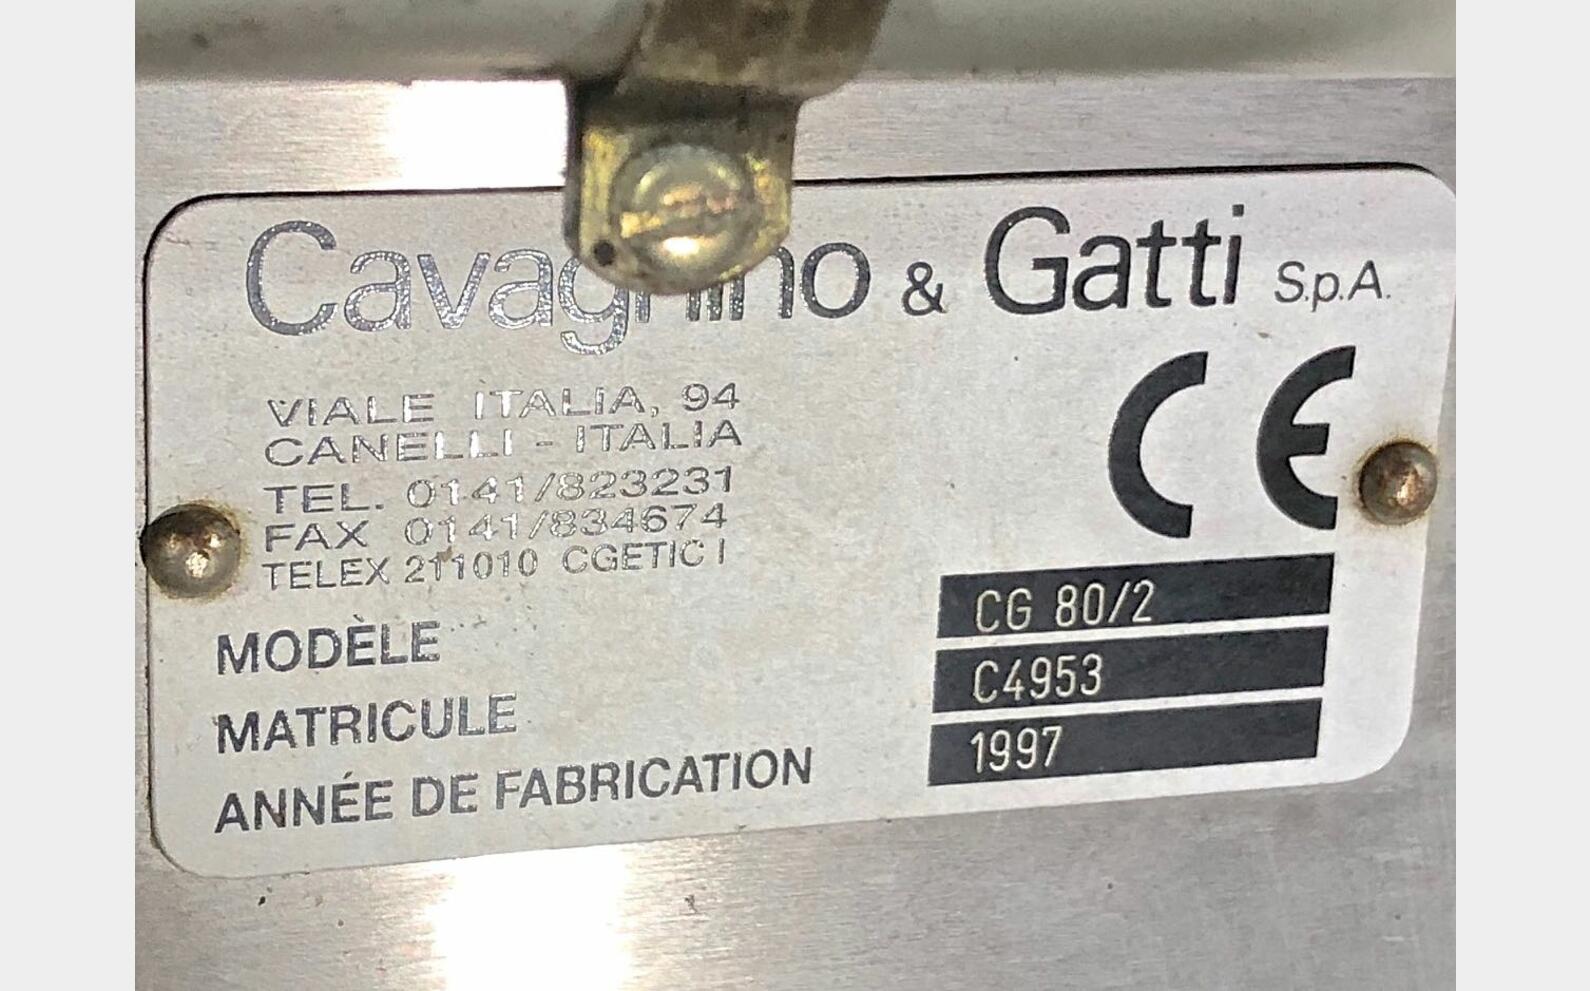 Cavagnino & Gatti S.p.A.
VIALE ITALIA, 94
CANELLI - ITALIA
TEL. 0141/823231
FAX 0141/834674
TELEX 211010 CGETIC I
CE
MODÈLE CG 80/2
MATRICULE C4953
ANNÉE DE FABRICATION 1997